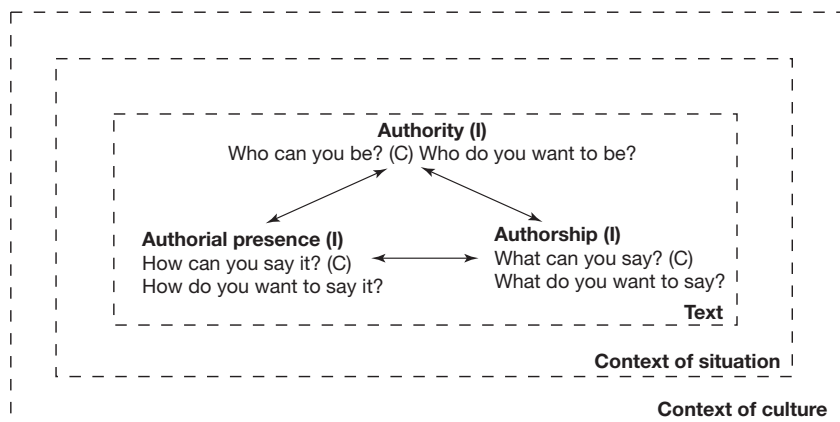 Authority (I)
Who can you be? (C) Who do you want to be?
Authorial presence (I)
How can you say it? (C)
How do you want to say it?
Authorship (I)
What can you say? (C)
What do you want to say?
Text
Context of situation
Context of culture